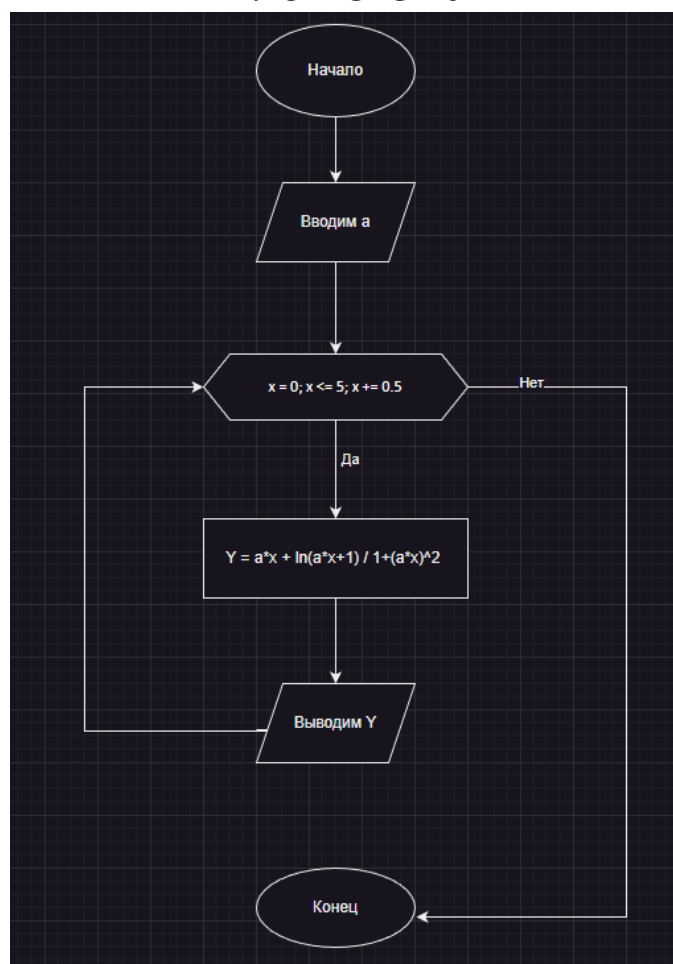 Начало
Вводим a
x = 0; x <= 5; x += 0.5
Нет
Да
Y = a*x + ln(a*x+1) / 1+(a*x)^2
Выводим Y
Конец